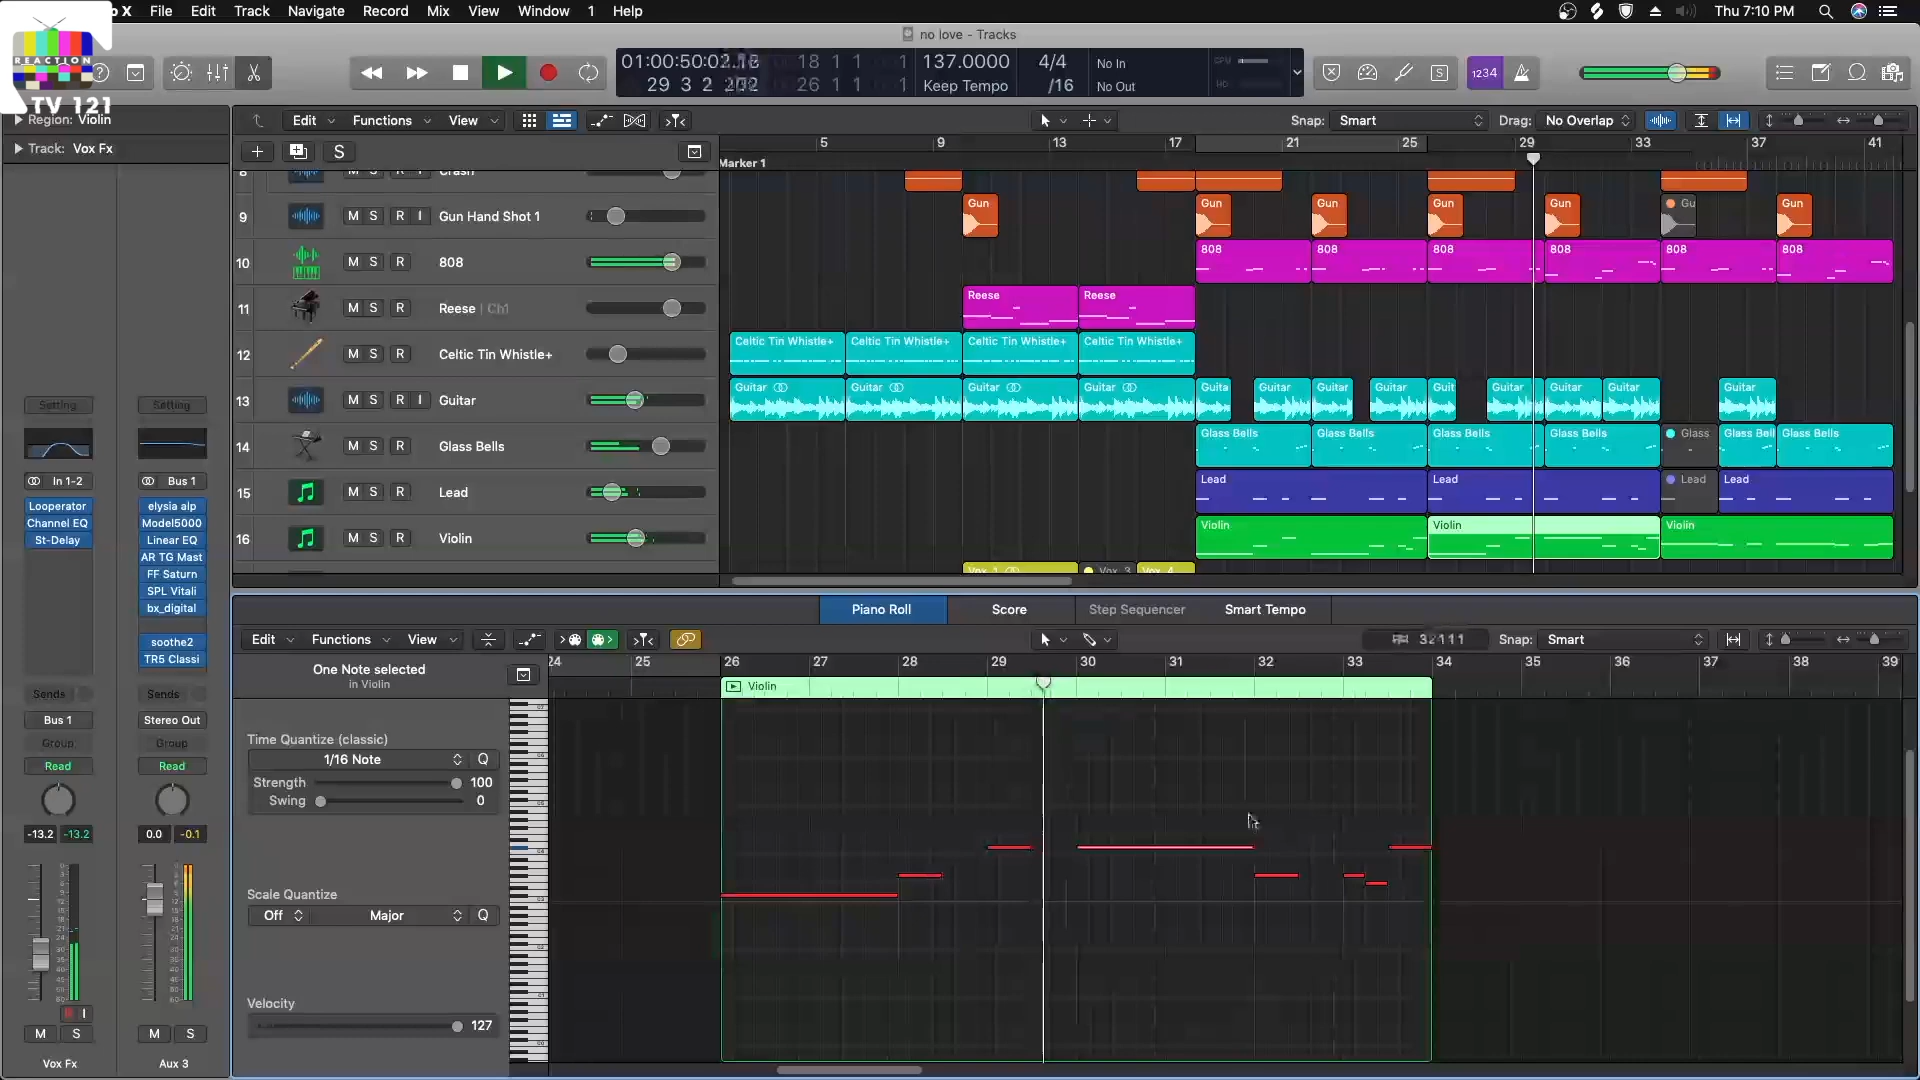 o X File Edit Track Navigate Record Mix View Window 1 Help Thu 7:10 PM
no love - Tracks
REACTION
TV 121
01:00:50:02.18 18 1 1 1 137.0000 4/4 No In CPU
29 3 2 202 26 1 1 1 Keep Tempo /16 No Out HD
1234
S
Region: Violin
Track: Vox Fx
Edit Functions View Snap: Smart Drag: No Overlap
S
5 9 13 17 21 25 29 33 37 41
Marker 1
8 M S R I Crash
9 M S R I Gun Hand Shot 1
Gun Gun Gun Gun Gun Gu Gun
10 M S R 808
808 808 808 808 808 808
11 M S R Reese | Ch1
Reese Reese
12 M S R Celtic Tin Whistle+
Celtic Tin Whistle+ Celtic Tin Whistle+ Celtic Tin Whistle+ Celtic Tin Whistle+
13 M S R I Guitar
Guitar Guitar Guitar Guitar Guita Guitar Guitar Guitar Guit Guitar Guitar Guitar Guitar
14 M S R Glass Bells
Glass Bells Glass Bells Glass Bells Glass Bells Glass Glass Bell Glass Bells
15 M S R Lead
Lead Lead Lead Lead
16 M S R Violin
Violin Violin Violin
Vox 1 Vox 3 Vox 4
Setting Setting
In 1-2 Bus 1
Looperator elysia alp
Channel EQ Model5000
St-Delay Linear EQ
AR TG Mast
FF Saturn
SPL Vitali
bx_digital
soothe2
TR5 Classi
Sends Sends
Bus 1 Stereo Out
Group Group
Read Read
-13.2 -13.2 0.0 -0.1
I
M S M S
Vox Fx Aux 3
Piano Roll Score Step Sequencer Smart Tempo
Edit Functions View Snap: Smart
One Note selected
in Violin
24 25 26 27 28 29 30 31 32 33 34 35 36 37 38 39
Violin
Time Quantize (classic)
1/16 Note Q
Strength 100
Swing 0
Scale Quantize
Off Major Q
Velocity
127